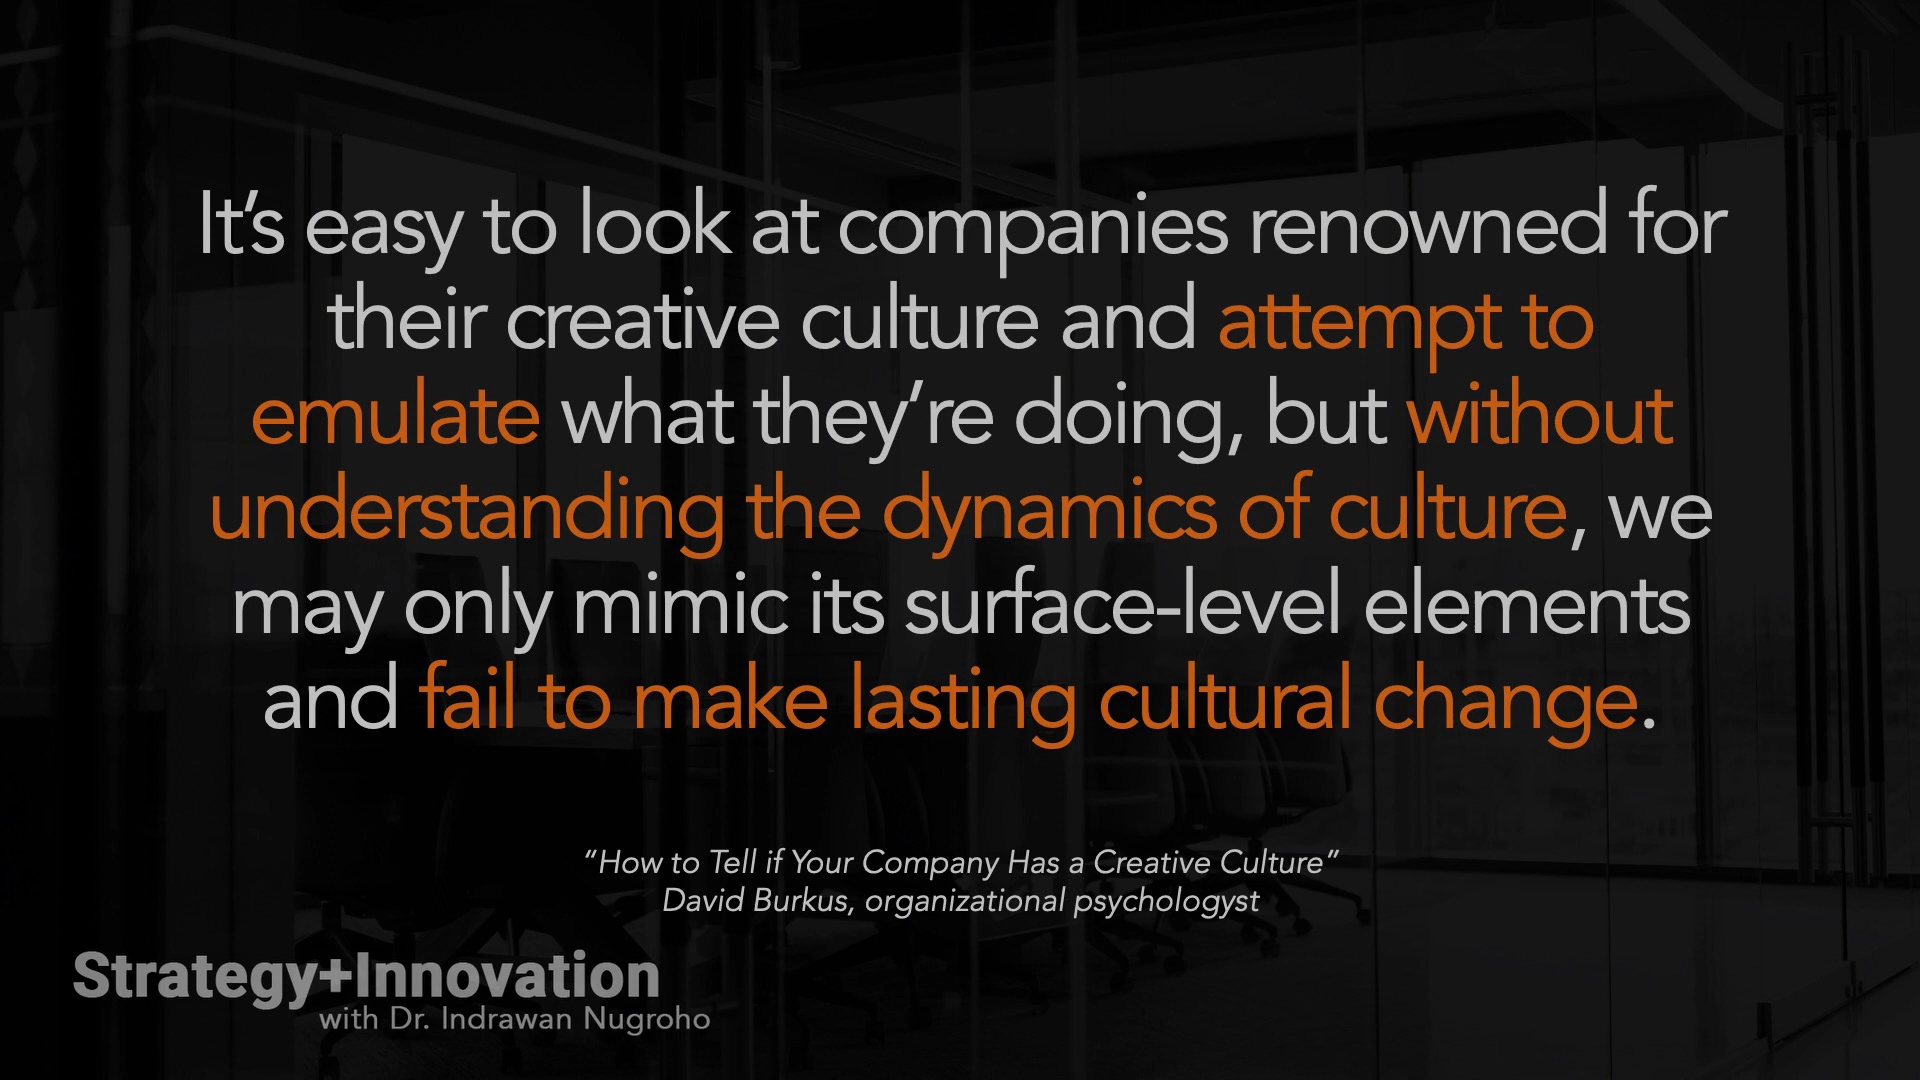 It’s easy to look at companies renowned for
their creative culture and attempt to
emulate what they’re doing, but without
understanding the dynamics of culture, we
may only mimic its surface-level elements
and fail to make lasting cultural change.
“How to Tell if Your Company Has a Creative Culture”
David Burkus, organizational psychologyst
Strategy+Innovation
with Dr. Indrawan Nugroho